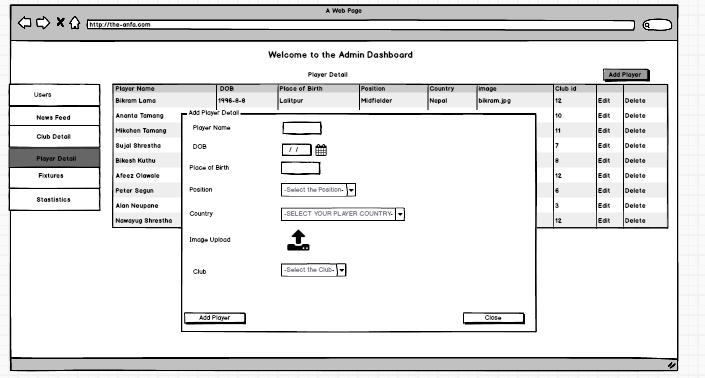 A Web Page
http://the-anfa.com
Welcome to the Admin Dashboard
Player Detail
Add Player
Users
News Feed
Club Detail
Player Detail
Fixtures
Stastistics
Player Name DOB Place of Birth Position Country image Club id
Bikram Lama 1996-8-8 Lalitpur Midfielder Nepal bikram.jpg 12 Edit Delete
Ananta Tamang 10 Edit Delete
Mikchen Tamang 11 Edit Delete
Sujal Shrestha 7 Edit Delete
Bikesh Kuthu 8 Edit Delete
Afeez Olawale 12 Edit Delete
Peter Segun 6 Edit Delete
Alan Neupane 3 Edit Delete
Nawayug Shrestha 12 Edit Delete
Add Player Detail
Player Name
DOB / /
Place of Birth
Position -Select the Position-
Country -SELECT YOUR PLAYER COUNTRY-
Image Upload
Club -Select the Club-
Add Player Close